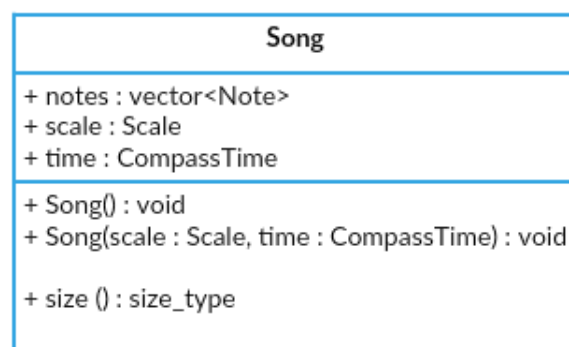 Song
+ notes : vector<Note>
+ scale : Scale
+ time : CompassTime
+ Song() : void
+ Song(scale : Scale, time : CompassTime) : void
+ size () : size_type